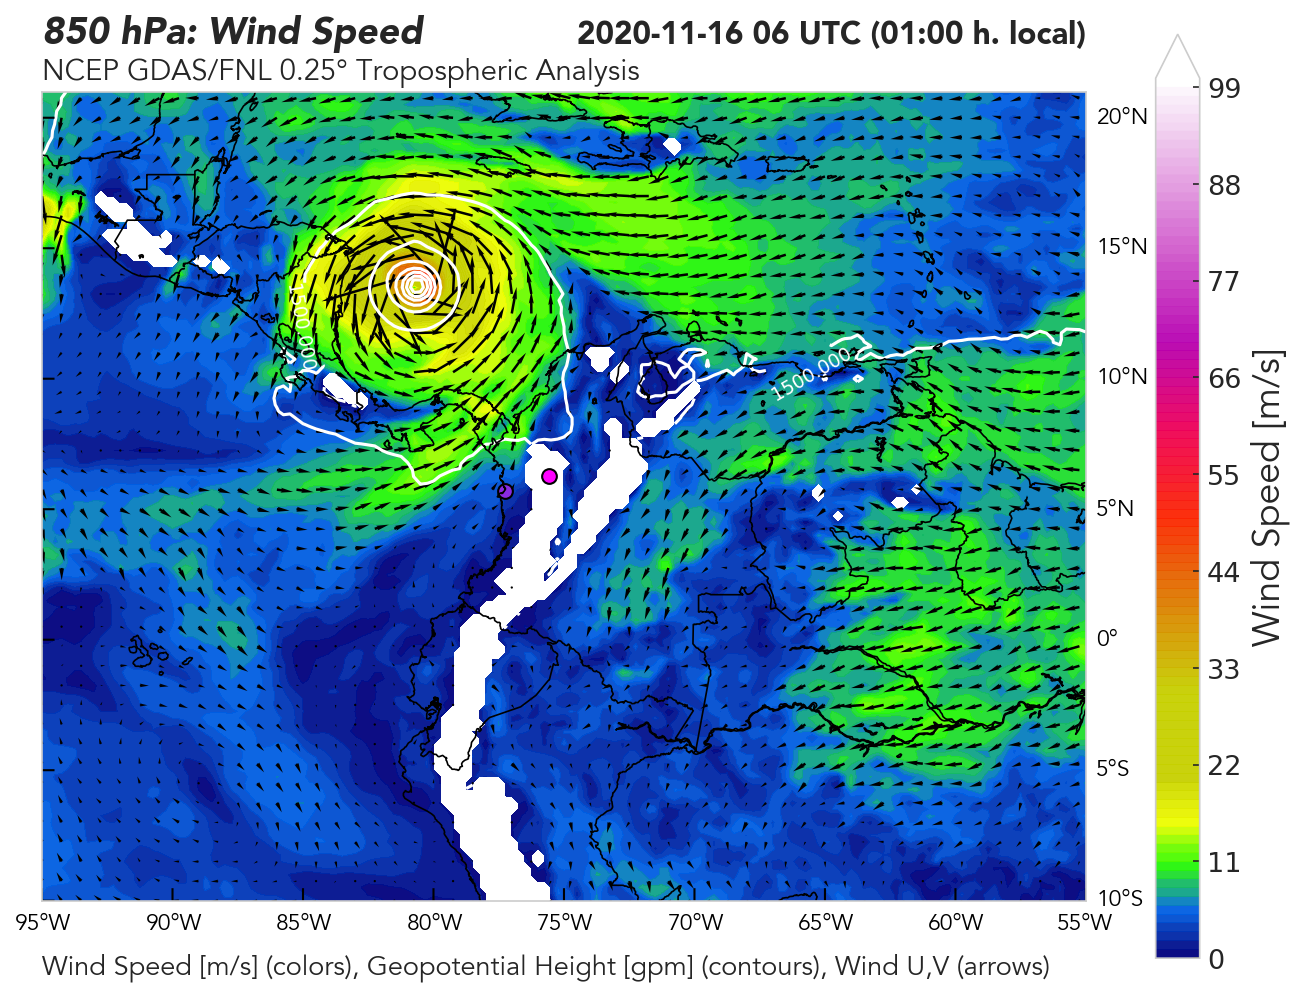 850 hPa: Wind Speed
2020-11-16 06 UTC (01:00 h. local)
NCEP GDAS/FNL 0.25° Tropospheric Analysis
99
88
77
66
55
44
33
22
11
0
Wind Speed [m/s]
20°N
15°N
10°N
5°N
0°
5°S
10°S
1500.000
1500.000
95°W
90°W
85°W
80°W
75°W
70°W
65°W
60°W
55°W
Wind Speed [m/s] (colors), Geopotential Height [gpm] (contours), Wind U,V (arrows)